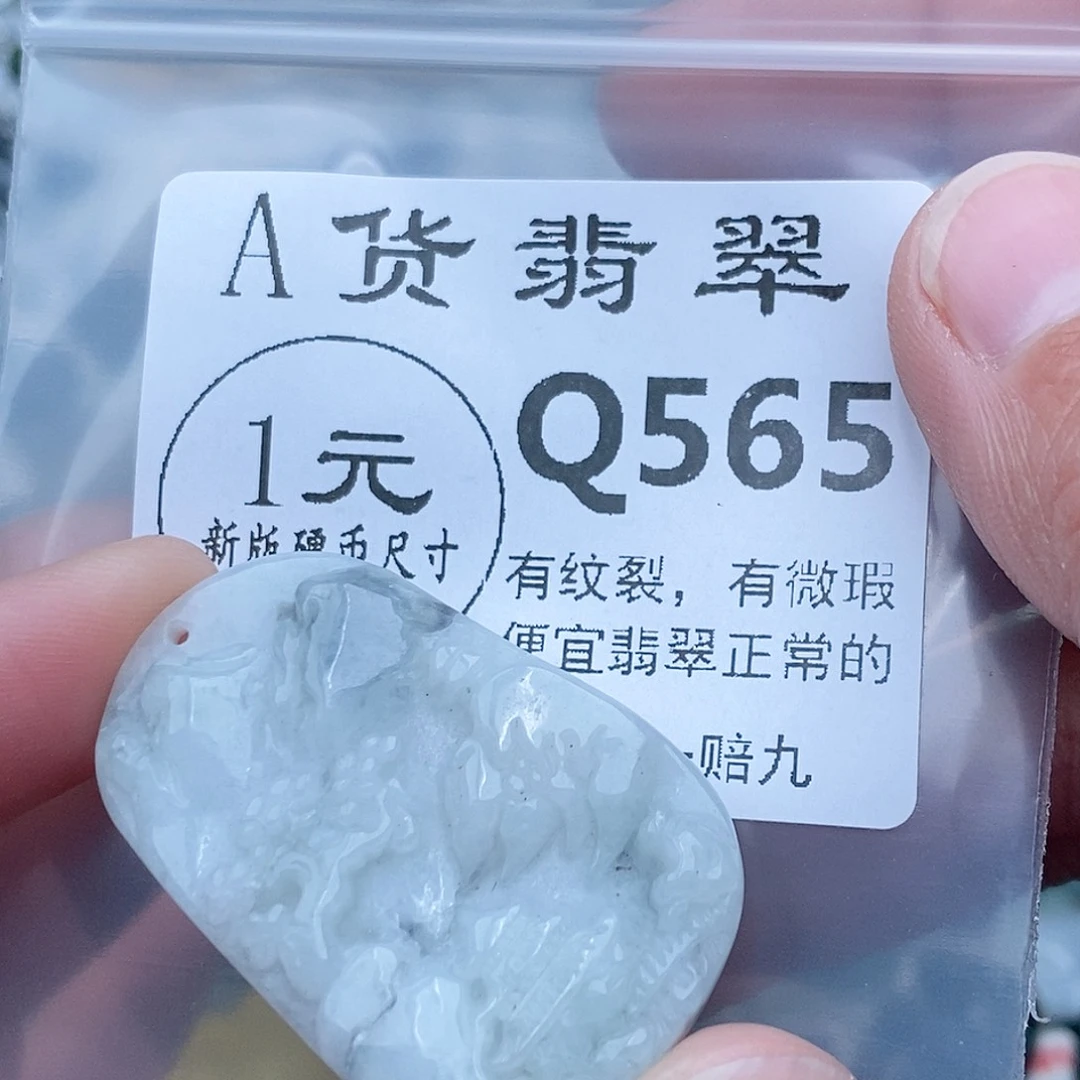 A货翡翠
1元
新版硬币尺寸
Q565
有纹裂，有微瑕
便宜翡翠正常的
一赔九